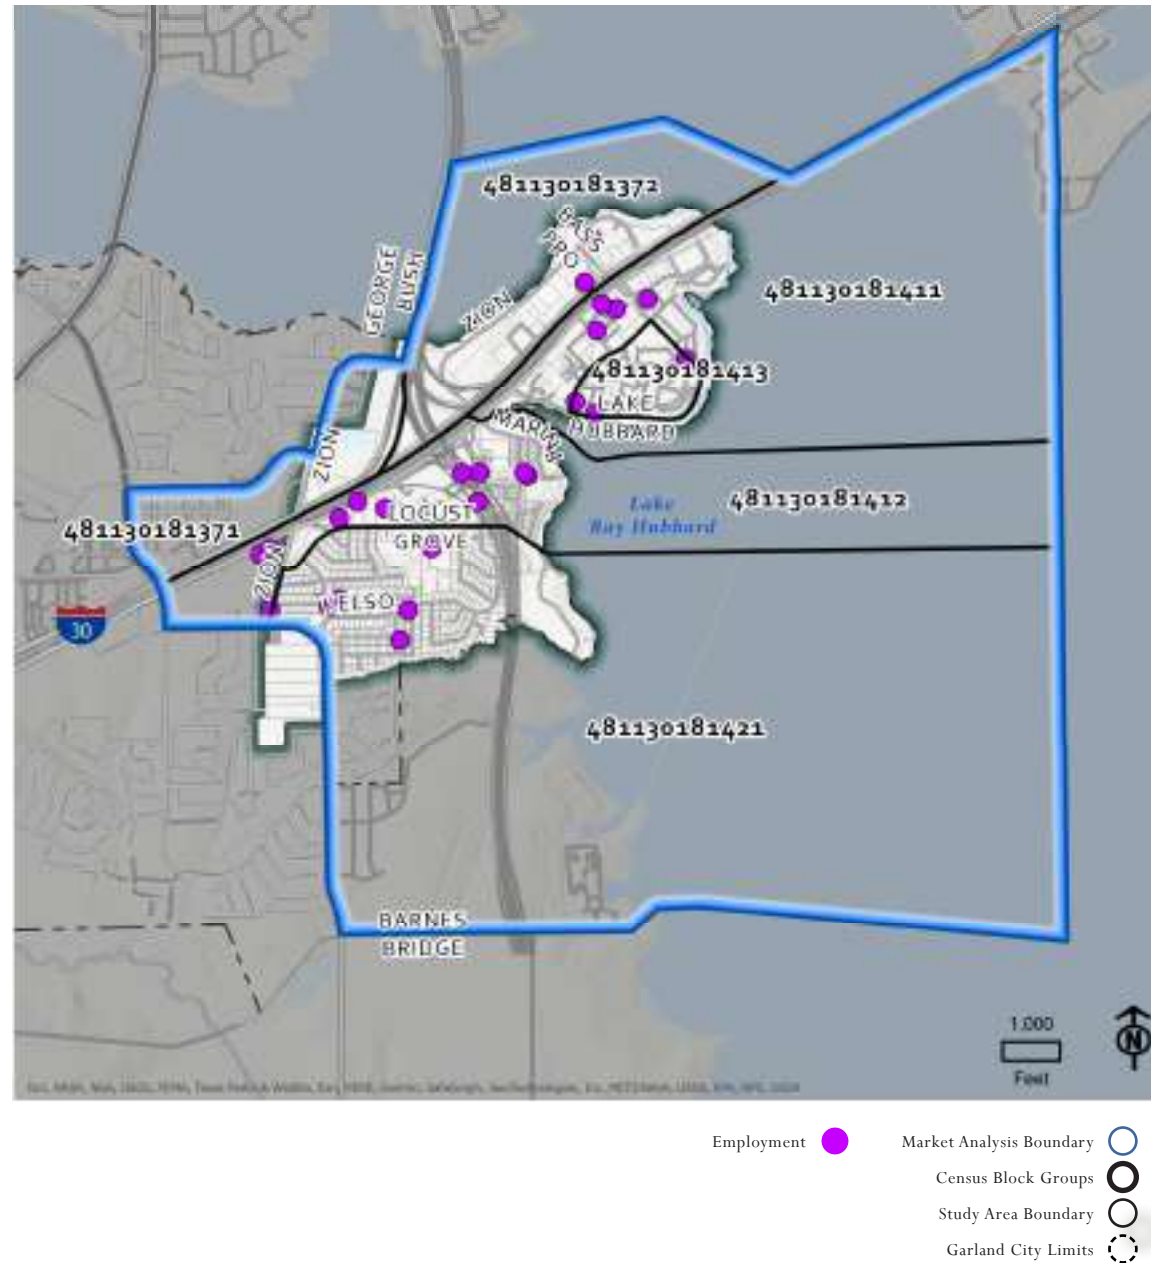 481130181372
BASS
PRO
GEORGE
BUSH
ZION
481130181411
481130181413
LAKE
HUBBARD
MARINA
ZION
481130181412
Lake
Ray Hubbard
LOCUST
GROVE
481130181371
ZION
30
481130181421
BARNES
BRIDGE
1,000
Feet
N
Employment
Market Analysis Boundary
Census Block Groups
Study Area Boundary
Garland City Limits